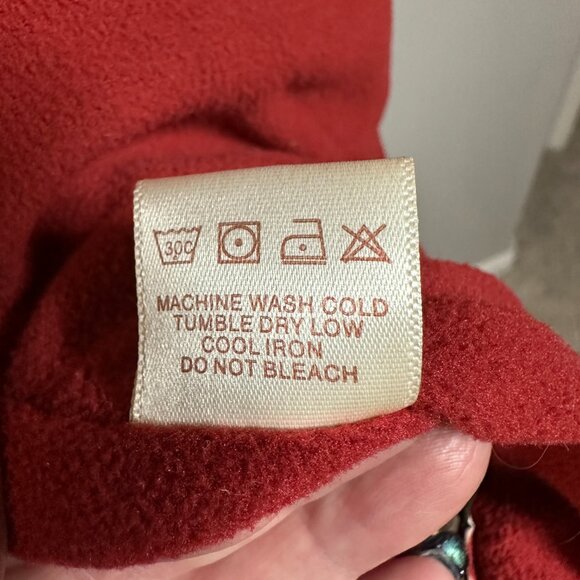 30C
MACHINE WASH COLD
TUMBLE DRY LOW
COOL IRON
DO NOT BLEACH